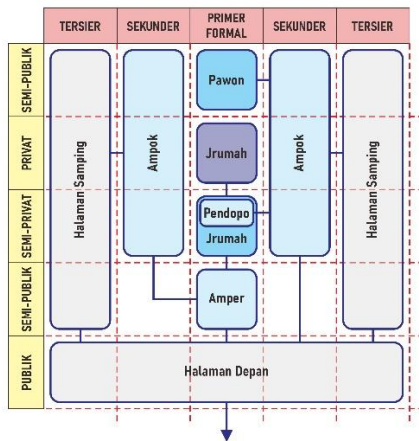 TERSIER
SEKUNDER
PRIMER
FORMAL
SEKUNDER
TERSIER
SEMI-PUBLIK
PRIVAT
SEMI-PRIVAT
SEMI-PUBLIK
PUBLIK
Halaman Samping
Ampok
Pawon
Jrumah
Pendopo
Jrumah
Amper
Ampok
Halaman Samping
Halaman Depan